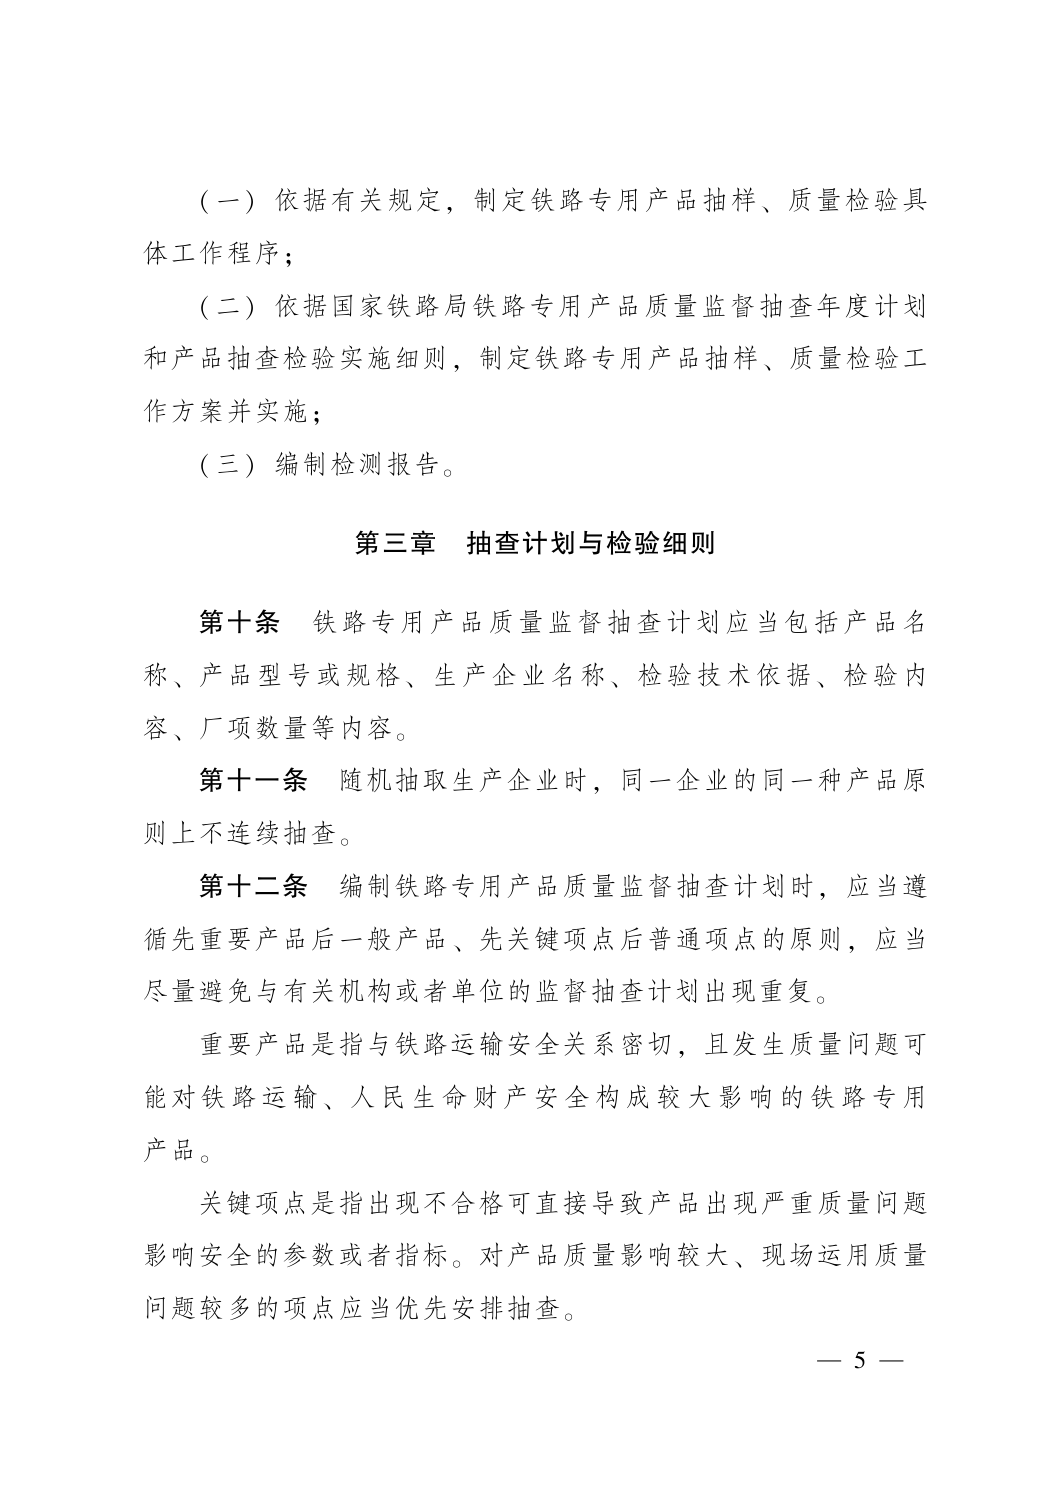 （一）依据有关规定，制定铁路专用产品抽样、质量检验具
体工作程序；
（二）依据国家铁路局铁路专用产品质量监督抽查年度计划
和产品抽查检验实施细则，制定铁路专用产品抽样、质量检验工
作方案并实施；
（三）编制检测报告。
第三章　抽查计划与检验细则
第十条　铁路专用产品质量监督抽查计划应当包括产品名
称、产品型号或规格、生产企业名称、检验技术依据、检验内
容、厂项数量等内容。
第十一条　随机抽取生产企业时，同一企业的同一种产品原
则上不连续抽查。
第十二条　编制铁路专用产品质量监督抽查计划时，应当遵
循先重要产品后一般产品、先关键项点后普通项点的原则，应当
尽量避免与有关机构或者单位的监督抽查计划出现重复。
重要产品是指与铁路运输安全关系密切，且发生质量问题可
能对铁路运输、人民生命财产安全构成较大影响的铁路专用
产品。
关键项点是指出现不合格可直接导致产品出现严重质量问题
影响安全的参数或者指标。对产品质量影响较大、现场运用质量
问题较多的项点应当优先安排抽查。
— 5 —